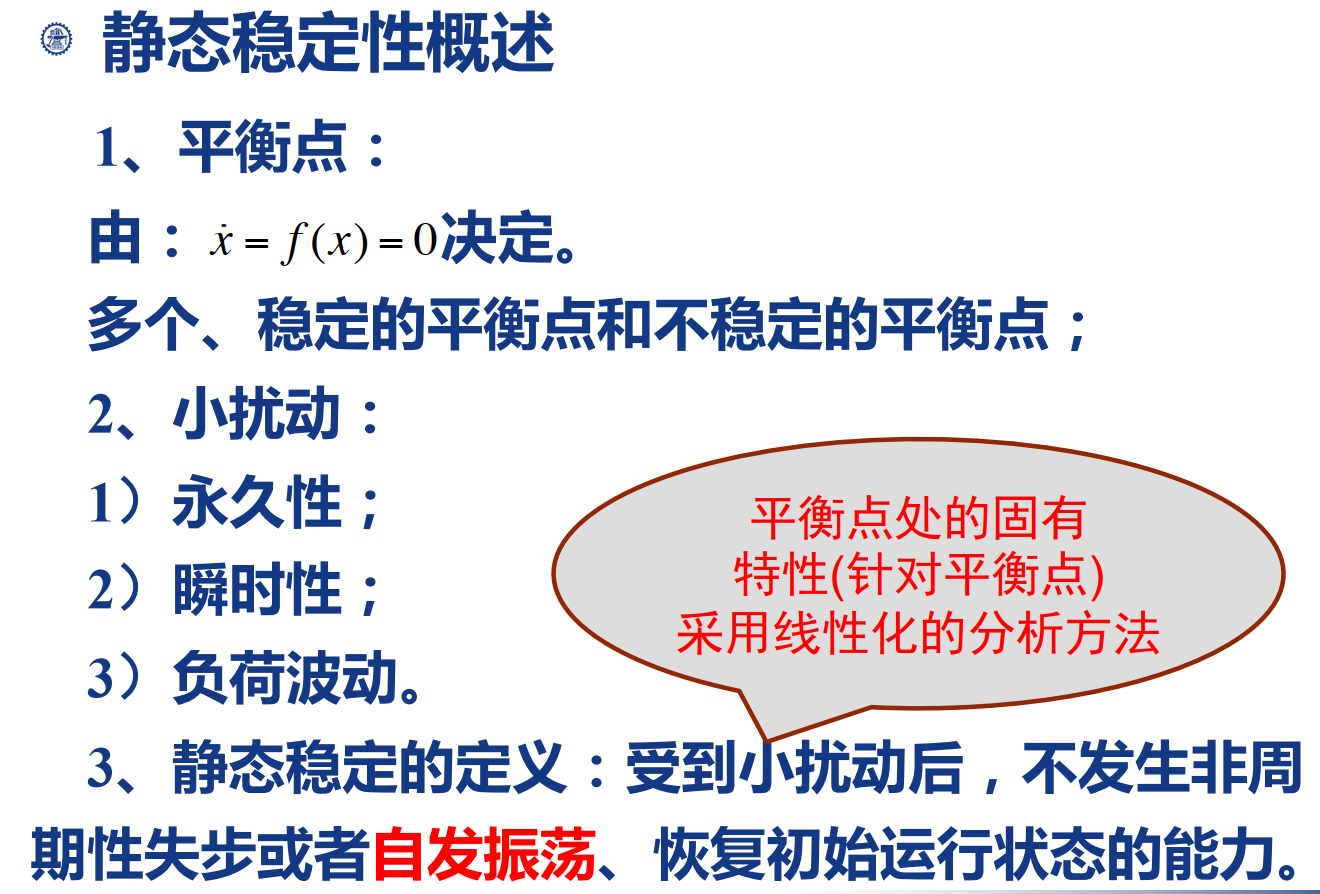 静态稳定性概述
1、平衡点：
由： ẋ = f(x) = 0决定。
多个、稳定的平衡点和不稳定的平衡点；
2、小扰动：
1）永久性；
2）瞬时性；
3）负荷波动。
平衡点处的固有
特性(针对平衡点)
采用线性化的分析方法
3、静态稳定的定义：受到小扰动后，不发生非周
期性失步或者自发振荡、恢复初始运行状态的能力。